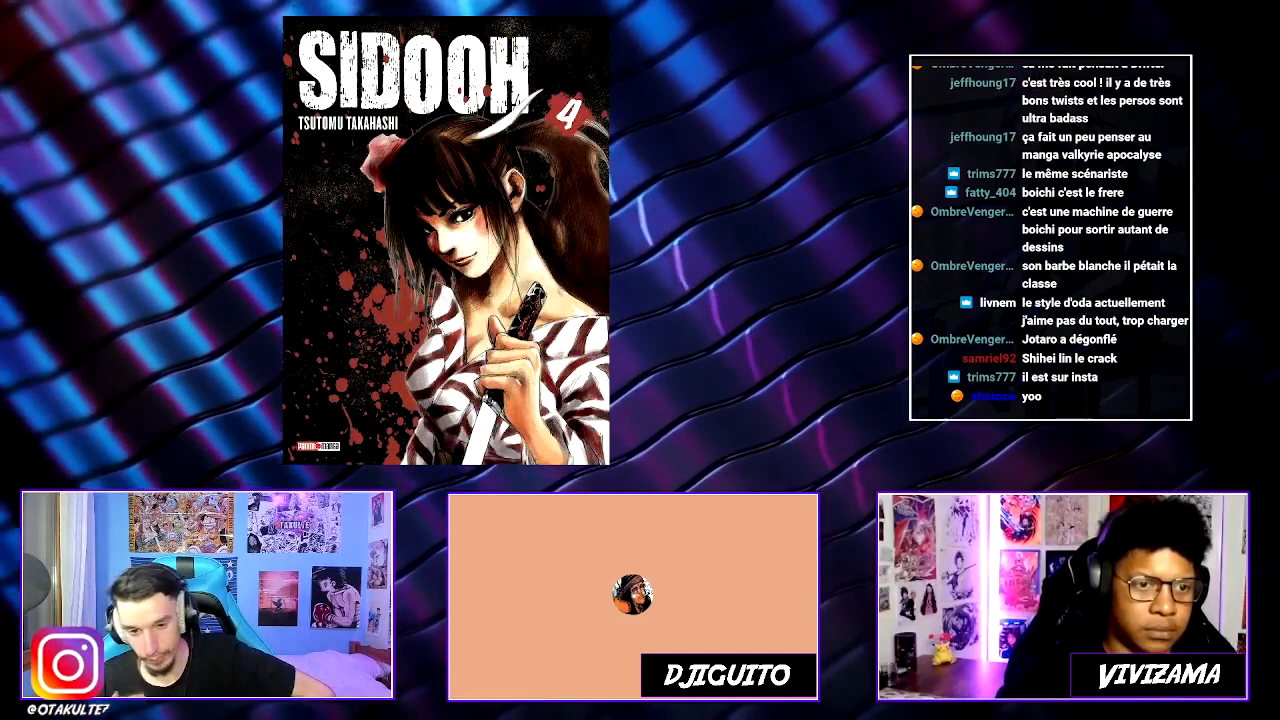 SIDOOH
TSUTOMU TAKAHASHI
4
PANINI MANGA
jeffhoung17 c'est très cool ! il y a de très
bons twists et les persos sont
ultra badass
jeffhoung17 ça fait un peu penser au
manga valkyrie apocalypse
trims777 le même scénariste
fatty_404 boichi c'est le frere
OmbreVenger... c'est une machine de guerre
boichi pour sortir autant de
dessins
OmbreVenger... son barbe blanche il pétait la
classe
livnem le style d'oda actuellement
j'aime pas du tout, trop charger
OmbreVenger... Jotaro a dégonflé
samriel92 Shihei lin le crack
trims777 il est sur insta
yoo
OTAKULTE
@OTAKULTE7
DJIGUITO
VIVIZAMA